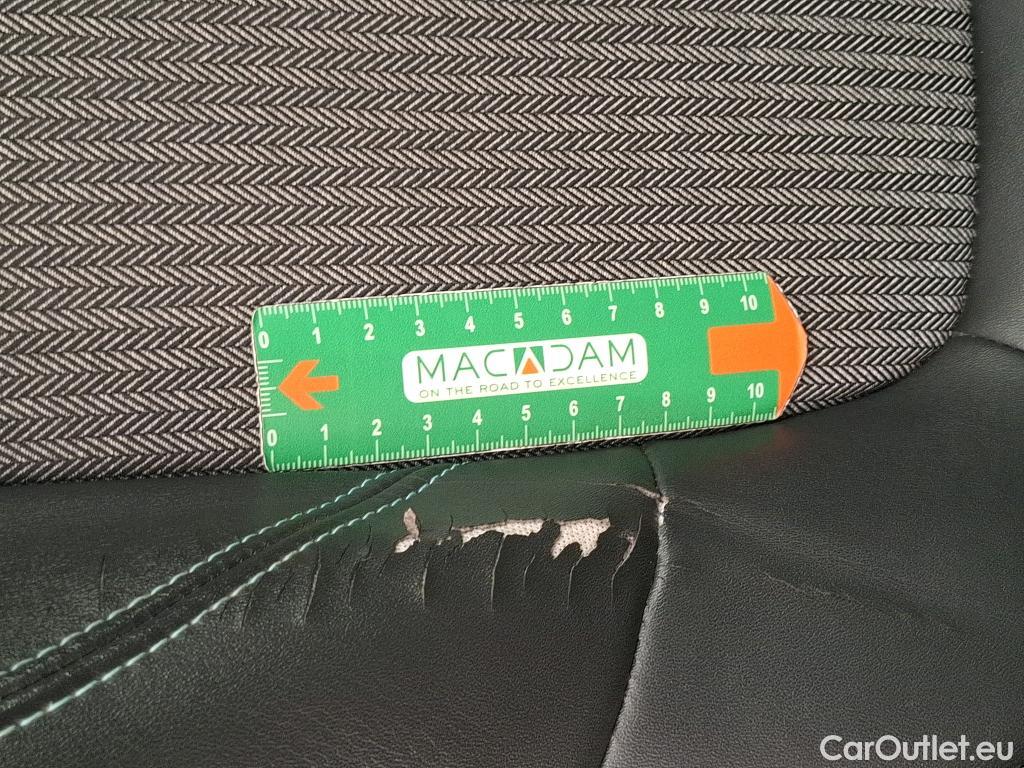 0 1 2 3 4 5 6 7 8 9 10
MACADAM
ON THE ROAD TO EXCELLENCE
0 1 2 3 4 5 6 7 8 9 10
CarOutlet.eu